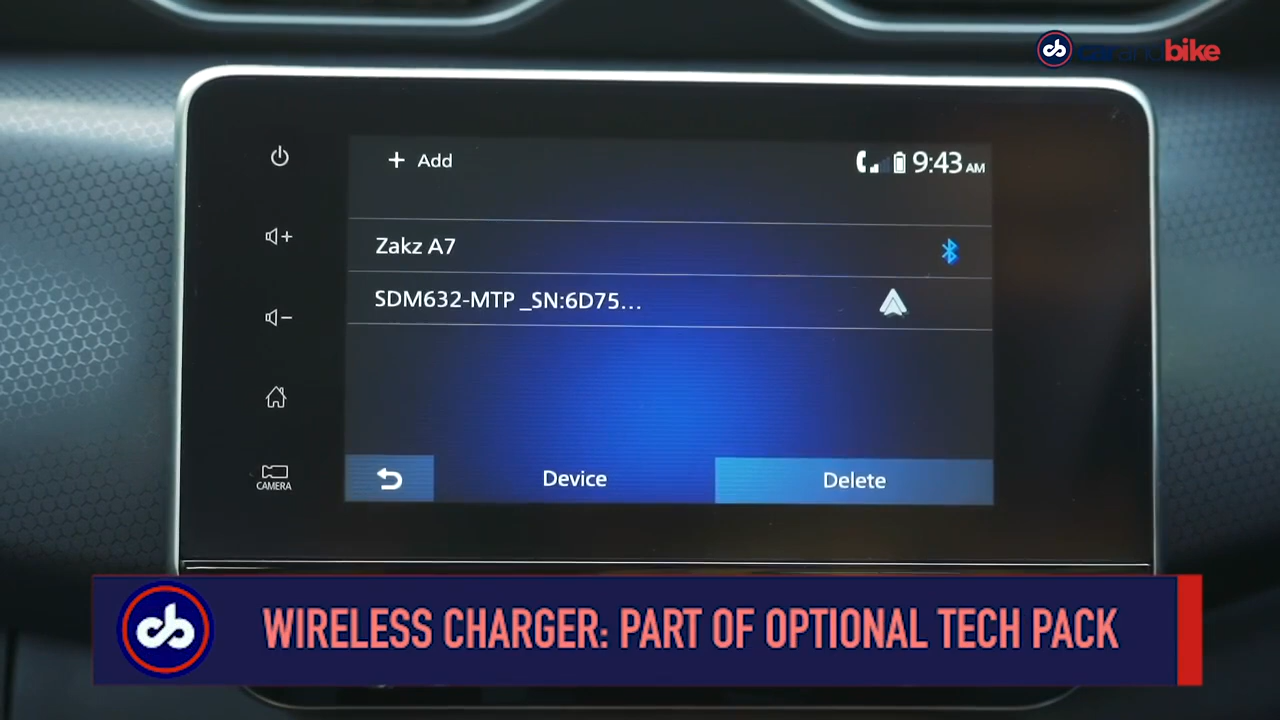 carandbike
+ Add
9:43 AM
Zakz A7
SDM632-MTP _SN:6D75...
CAMERA
Device
Delete
cb
WIRELESS CHARGER: PART OF OPTIONAL TECH PACK